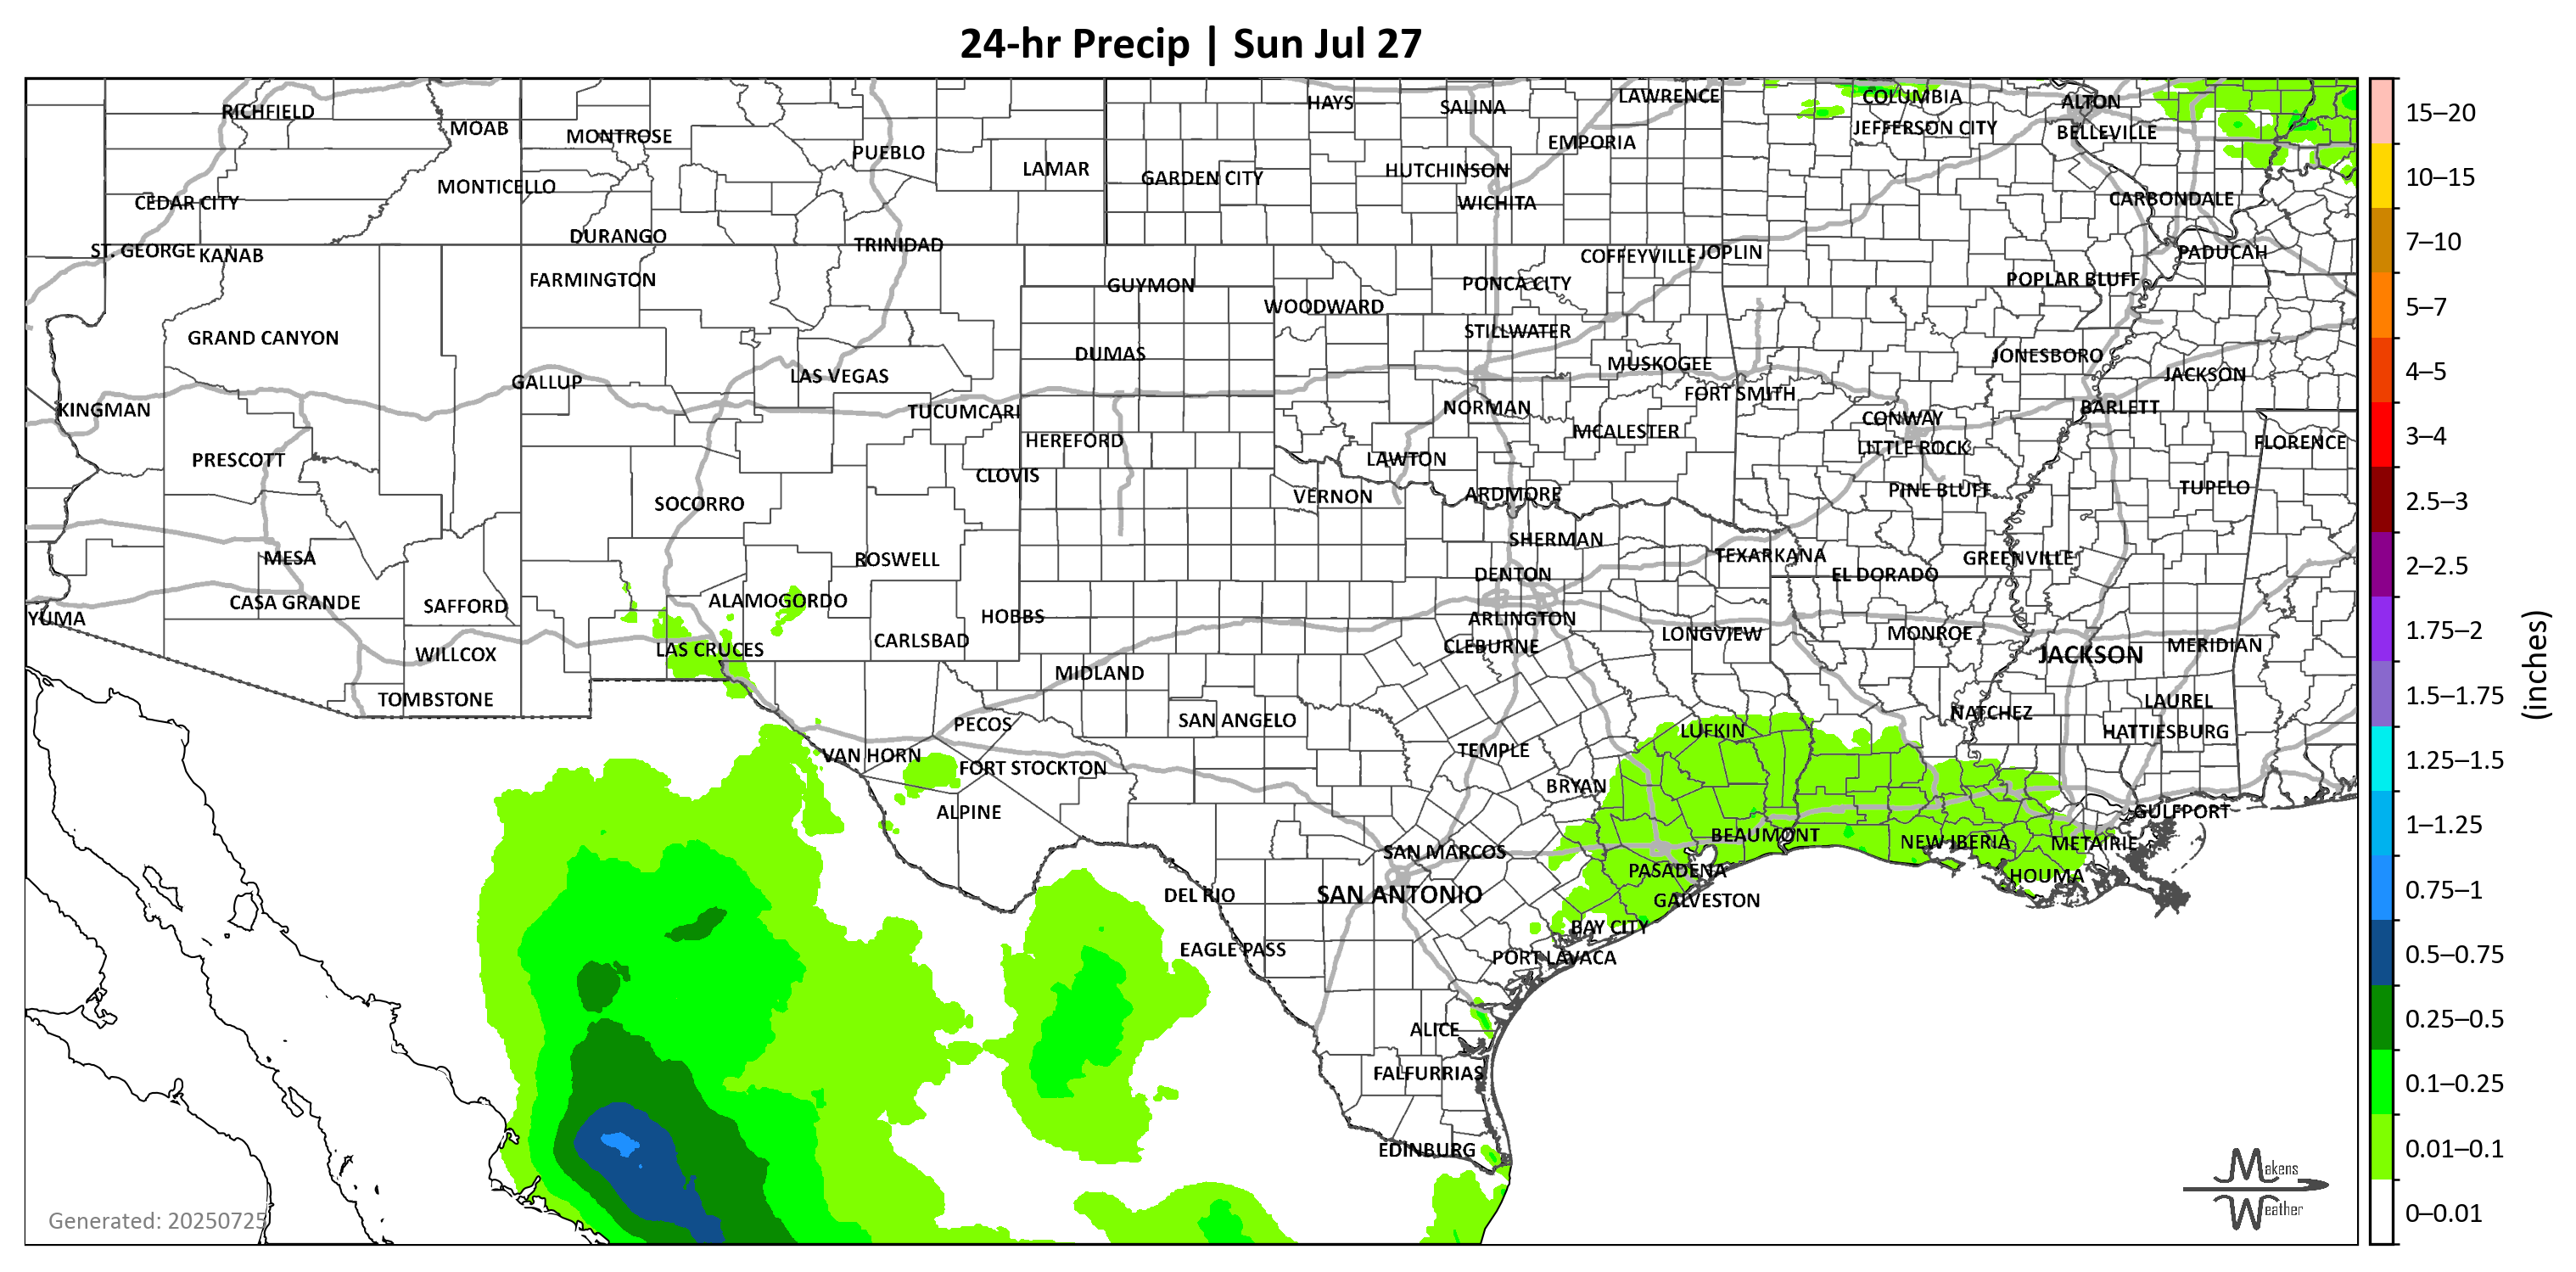 24-hr Precip | Sun Jul 27
RICHFIELD
MOAB
MONTROSE
PUEBLO
LAMAR
HAYS
SALINA
LAWRENCE
COLUMBIA
ALTON
EMPORIA
JEFFERSON CITY
BELLEVILLE
CEDAR CITY
MONTICELLO
GARDEN CITY
HUTCHINSON
WICHITA
CARBONDALE
ST. GEORGE
KANAB
DURANGO
TRINIDAD
COFFEYVILLE
JOPLIN
PADUCAH
FARMINGTON
GUYMON
WOODWARD
PONCA CITY
POPLAR BLUFF
GRAND CANYON
DUMAS
STILLWATER
MUSKOGEE
JONESBORO
JACKSON
GALLUP
LAS VEGAS
KINGMAN
TUCUMCARI
NORMAN
FORT SMITH
CONWAY
BARLETT
HEREFORD
MCALESTER
LITTLE ROCK
FLORENCE
PRESCOTT
CLOVIS
LAWTON
SOCORRO
VERNON
ARDMORE
PINE BLUFF
TUPELO
MESA
ROSWELL
SHERMAN
TEXARKANA
GREENVILLE
DENTON
EL DORADO
YUMA
CASA GRANDE
SAFFORD
ALAMOGORDO
HOBBS
ARLINGTON
WILLCOX
LAS CRUCES
CARLSBAD
CLEBURNE
LONGVIEW
MONROE
JACKSON
MERIDIAN
TOMBSTONE
MIDLAND
PECOS
SAN ANGELO
LUFKIN
NATCHEZ
LAUREL
HATTIESBURG
VAN HORN
FORT STOCKTON
TEMPLE
BRYAN
ALPINE
BEAUMONT
NEW IBERIA
METAIRIE
GULFPORT
SAN MARCOS
PASADENA
HOUMA
DEL RIO
SAN ANTONIO
GALVESTON
EAGLE PASS
BAY CITY
PORT LAVACA
ALICE
FALFURRIAS
EDINBURG
Generated: 20250725
Makens
Weather
15–20
10–15
7–10
5–7
4–5
3–4
2.5–3
2–2.5
1.75–2
1.5–1.75
1.25–1.5
1–1.25
0.75–1
0.5–0.75
0.25–0.5
0.1–0.25
0.01–0.1
0–0.01
(inches)